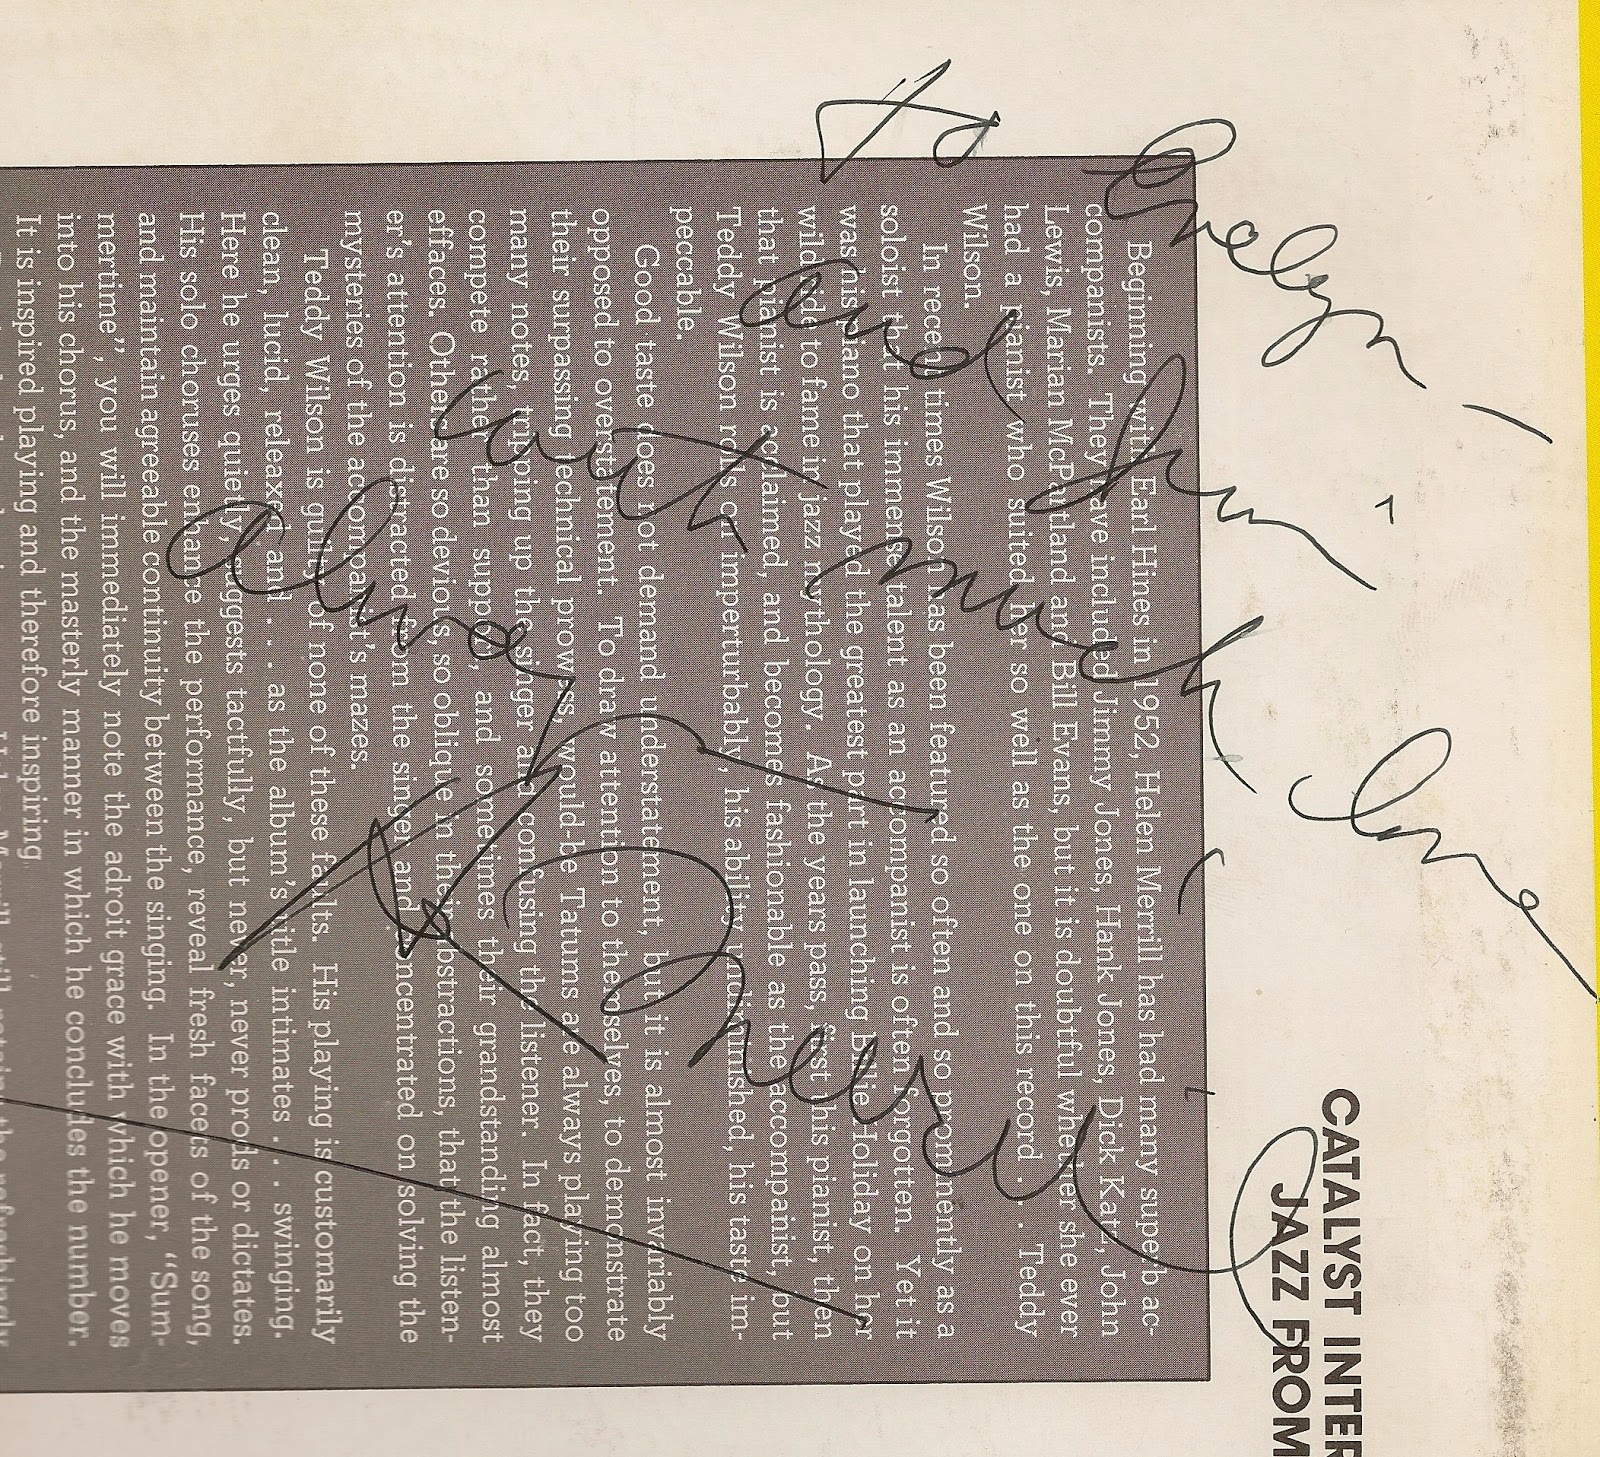 CATALYST INTER
JAZZ FROM
Beginning with Earl Hines in 1952, Helen Merrill has had many superb ac-
companists. They have included Jimmy Jones, Hank Jones, Dick Katz, John
Lewis, Marian McPartland and Bill Evans, but it is doubtful whether she ever
had a pianist who suited her so well as the one on this record . . . Teddy
Wilson.
In recent times Wilson has been featured so often and so prominently as a
soloist that his immense talent as an accompanist is often forgotten. Yet it
was his piano that played the greatest part in launching Billie Holiday on her
wild ride to fame in jazz mythology. As the years pass, first this pianist, then
that pianist is acclaimed, and becomes fashionable as the accompanist, but
Teddy Wilson rolls on imperturbably, his ability undiminished, his taste im-
peccable.
Good taste does not demand understatement, but it is almost invariably
opposed to overstatement. To draw attention to themselves, to demonstrate
their surpassing technical prowess, would-be Tatums are always playing too
many notes, tripping up the singer and confusing the listener. In fact, they
compete rather than support, and sometimes their grandstanding almost
effaces. Others are so devious, so oblique in their abstractions, that the listen-
er's attention is distracted from the singer and concentrated on solving the
mysteries of the accompanist's mazes.
Teddy Wilson is guilty of none of these faults. His playing is customarily
clean, lucid, relaxed and . . . as the album's title intimates . . . swinging.
Here he urges quietly, suggests tactfully, but never, never prods or dictates.
His solo choruses enhance the performance, reveal fresh facets of the song,
and maintain agreeable continuity between the singing. In the opener, “Sum-
mertime”, you will immediately note the adroit grace with which he moves
into his chorus, and the masterly manner in which he concludes the number.
It is inspired playing and therefore inspiring
to Evelyn -
and Jim
with much love
always
Merrill